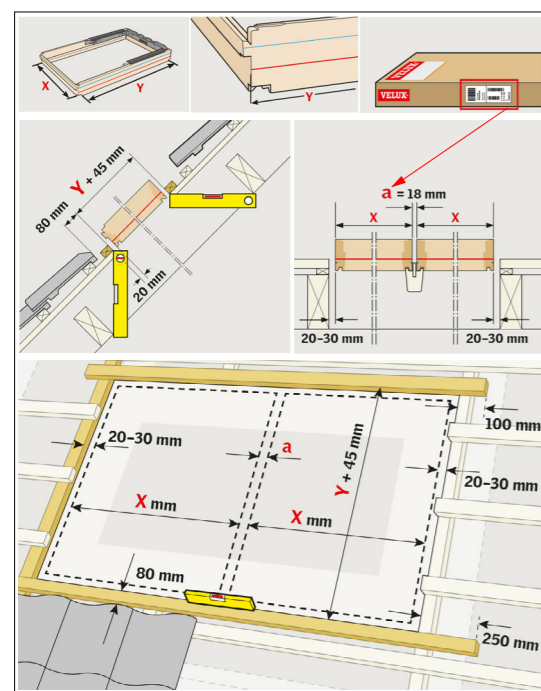 X
Y
Y
VELUX
VELUX
Y + 45 mm
80 mm
20 mm
a = 18 mm
X
X
20–30 mm
20–30 mm
100 mm
20–30 mm
a
Y + 45 mm
20–30 mm
X mm
X mm
80 mm
250 mm